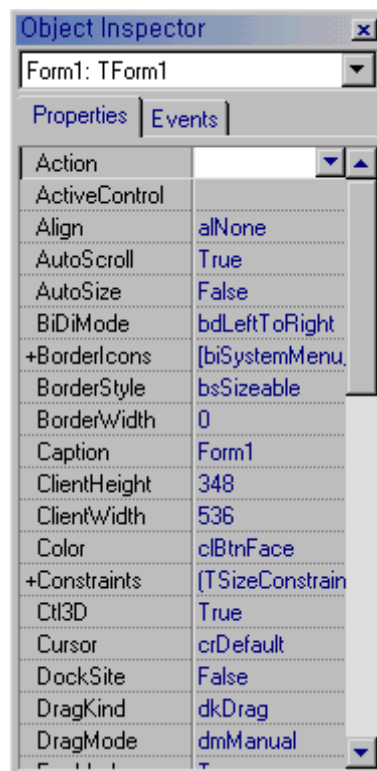 Object Inspector
Form1: TForm1
Properties Events
Action
ActiveControl
Align alNone
AutoScroll True
AutoSize False
BiDiMode bdLeftToRight
+BorderIcons [biSystemMenu,
BorderStyle bsSizeable
BorderWidth 0
Caption Form1
ClientHeight 348
ClientWidth 536
Color clBtnFace
+Constraints (TSizeConstrain
Ctl3D True
Cursor crDefault
DockSite False
DragKind dkDrag
DragMode dmManual